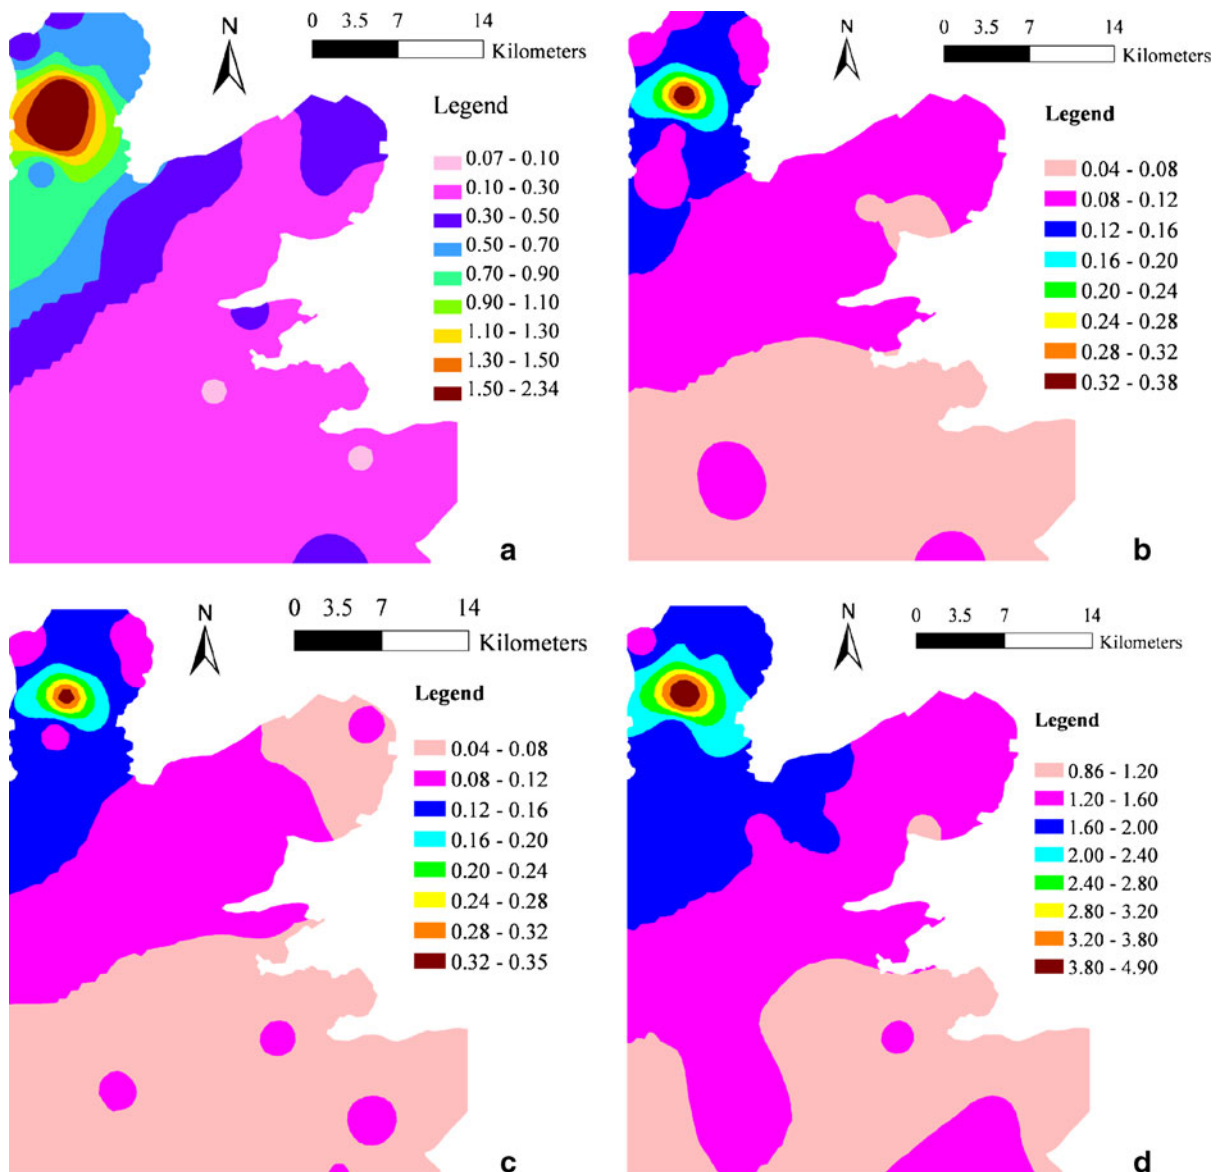 0 3.5 7 14
Kilometers
N
Legend
0.07 - 0.10
0.10 - 0.30
0.30 - 0.50
0.50 - 0.70
0.70 - 0.90
0.90 - 1.10
1.10 - 1.30
1.30 - 1.50
1.50 - 2.34
a
0 3.5 7 14
Kilometers
N
Legend
0.04 - 0.08
0.08 - 0.12
0.12 - 0.16
0.16 - 0.20
0.20 - 0.24
0.24 - 0.28
0.28 - 0.32
0.32 - 0.38
b
0 3.5 7 14
Kilometers
N
Legend
0.04 - 0.08
0.08 - 0.12
0.12 - 0.16
0.16 - 0.20
0.20 - 0.24
0.24 - 0.28
0.28 - 0.32
0.32 - 0.35
c
0 3.5 7 14
Kilometers
N
Legend
0.86 - 1.20
1.20 - 1.60
1.60 - 2.00
2.00 - 2.40
2.40 - 2.80
2.80 - 3.20
3.20 - 3.80
3.80 - 4.90
d